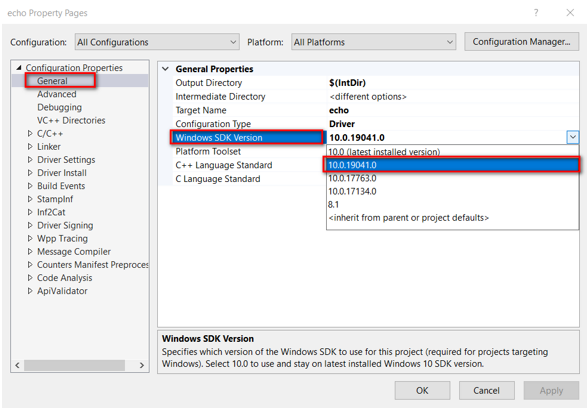 echo Property Pages
Configuration: All Configurations Platform: All Platforms Configuration Manager...
Configuration Properties
General
Advanced
Debugging
VC++ Directories
C/C++
Linker
Driver Settings
Driver Install
Build Events
StampInf
Inf2Cat
Driver Signing
Wpp Tracing
Message Compiler
Counters Manifest Preproces
Code Analysis
ApiValidator
General Properties
Output Directory $(IntDir)
Intermediate Directory <different options>
Target Name echo
Configuration Type Driver
Windows SDK Version 10.0.19041.0
Platform Toolset 10.0 (latest installed version)
C++ Language Standard 10.0.19041.0
C Language Standard 10.0.17763.0
10.0.17134.0
8.1
<inherit from parent or project defaults>
Windows SDK Version
Specifies which version of the Windows SDK to use for this project (required for projects targeting
Windows). Select 10.0 to use and stay on latest installed Windows 10 SDK version.
OK Cancel Apply